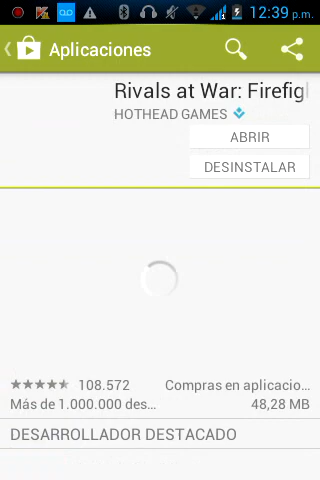 12:39 p.m.
Aplicaciones
Rivals at War: Firefig
HOTHEAD GAMES
ABRIR
DESINSTALAR
108.572 Compras en aplicacio...
Más de 1.000.000 des... 48,28 MB
DESARROLLADOR DESTACADO